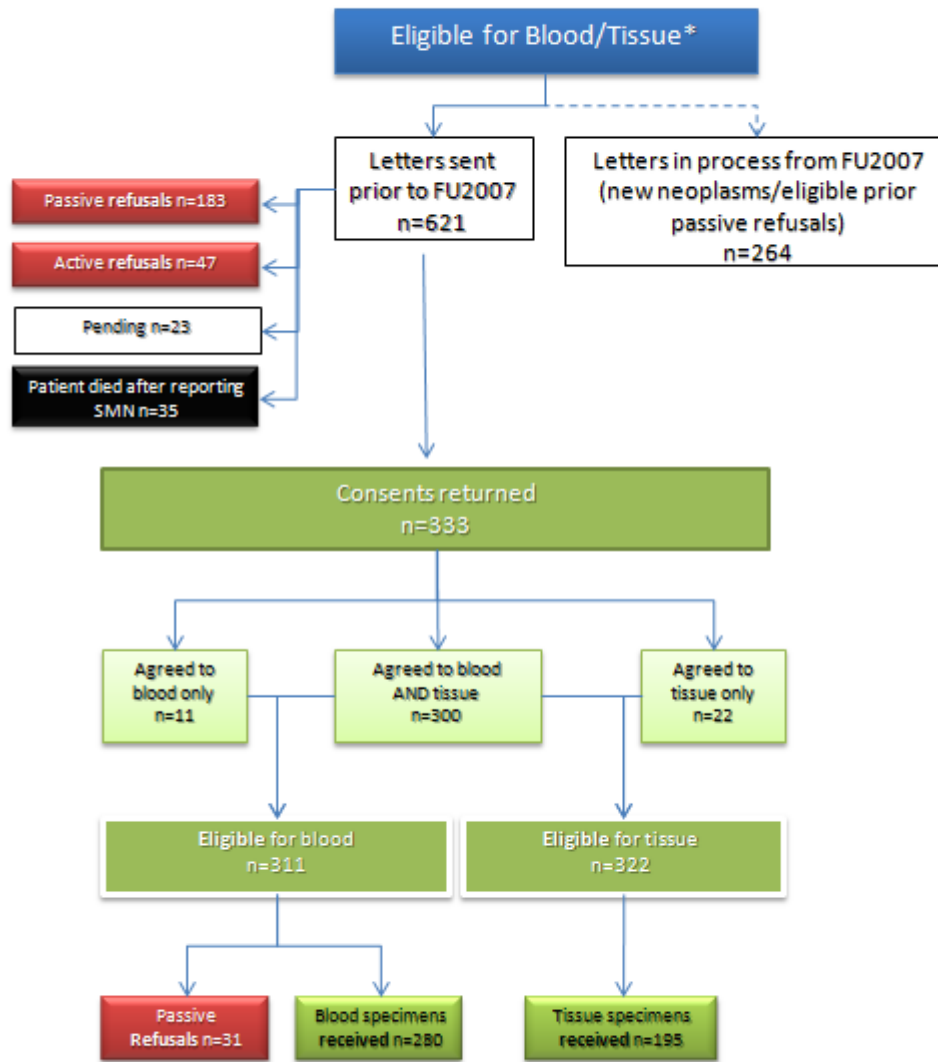 Eligible for Blood/Tissue*
Letters sent
prior to FU2007
n=621
Letters in process from FU2007
(new neoplasms/eligible prior
passive refusals)
n=264
Passive refusals n=183
Active refusals n=47
Pending n=23
Patient died after reporting
SMN n=35
Consents returned
n=333
Agreed to
blood only
n=11
Agreed to blood
AND tissue
n=300
Agreed to
tissue only
n=22
Eligible for blood
n=311
Eligible for tissue
n=322
Passive
Refusals n=31
Blood specimens
received n=280
Tissue specimens
received n=195